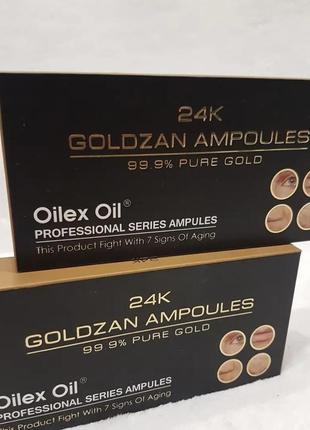 24K
GOLDZAN AMPOULES
99.9% PURE GOLD
Oilex Oil®
PROFESSIONAL SERIES AMPULES
This Product Fight With 7 Signs Of Aging
24K
GOLDZAN AMPOULES
99.9% PURE GOLD
Oilex Oil®
PROFESSIONAL SERIES AMPULES
This Product Fight With 7 Signs Of Aging